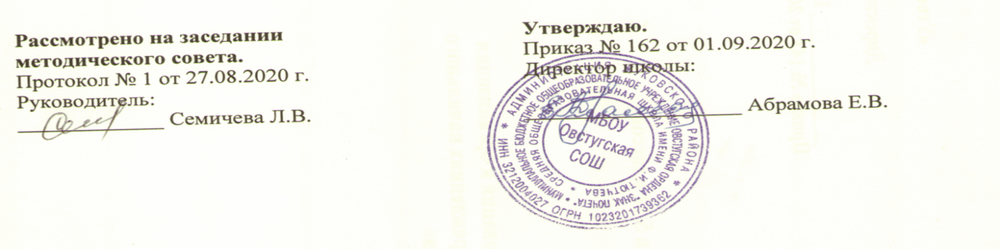 Рассмотрено на заседании
методического совета.
Протокол № 1 от 27.08.2020 г.
Руководитель:
Семичева Л.В.
Утверждаю.
Приказ № 162 от 01.09.2020 г.
Директор школы:
Абрамова Е.В.
* АДМИНИСТРАЦИЯ ЖУКОВСКОГО РАЙОНА * ИНН 3212004027 ОГРН 1023201739362
МУНИЦИПАЛЬНОЕ БЮДЖЕТНОЕ ОБЩЕОБРАЗОВАТЕЛЬНОЕ УЧРЕЖДЕНИЕ ОВСТУГСКАЯ ОРДЕНА "ЗНАК ПОЧЕТА" *
СРЕДНЯЯ ОБЩЕОБРАЗОВАТЕЛЬНАЯ ШКОЛА ИМЕНИ Ф.И. ТЮТЧЕВА *
МБОУ
Овстугская
СОШ